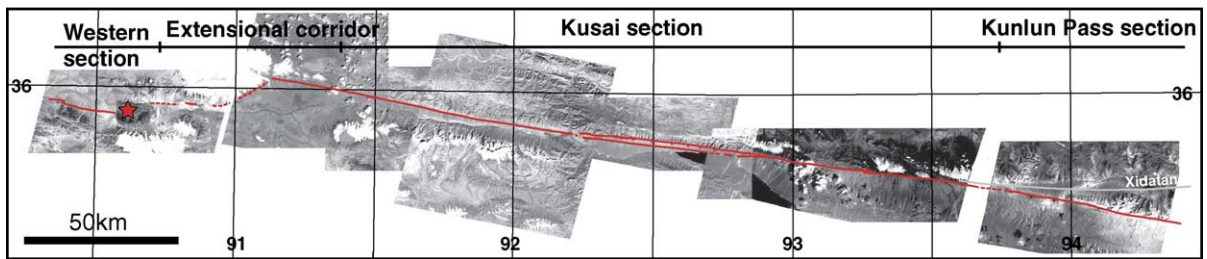 Western
section
Extensional corridor
Kusai section
Kunlun Pass section
36
36
Xidatan
50km
91
92
93
94